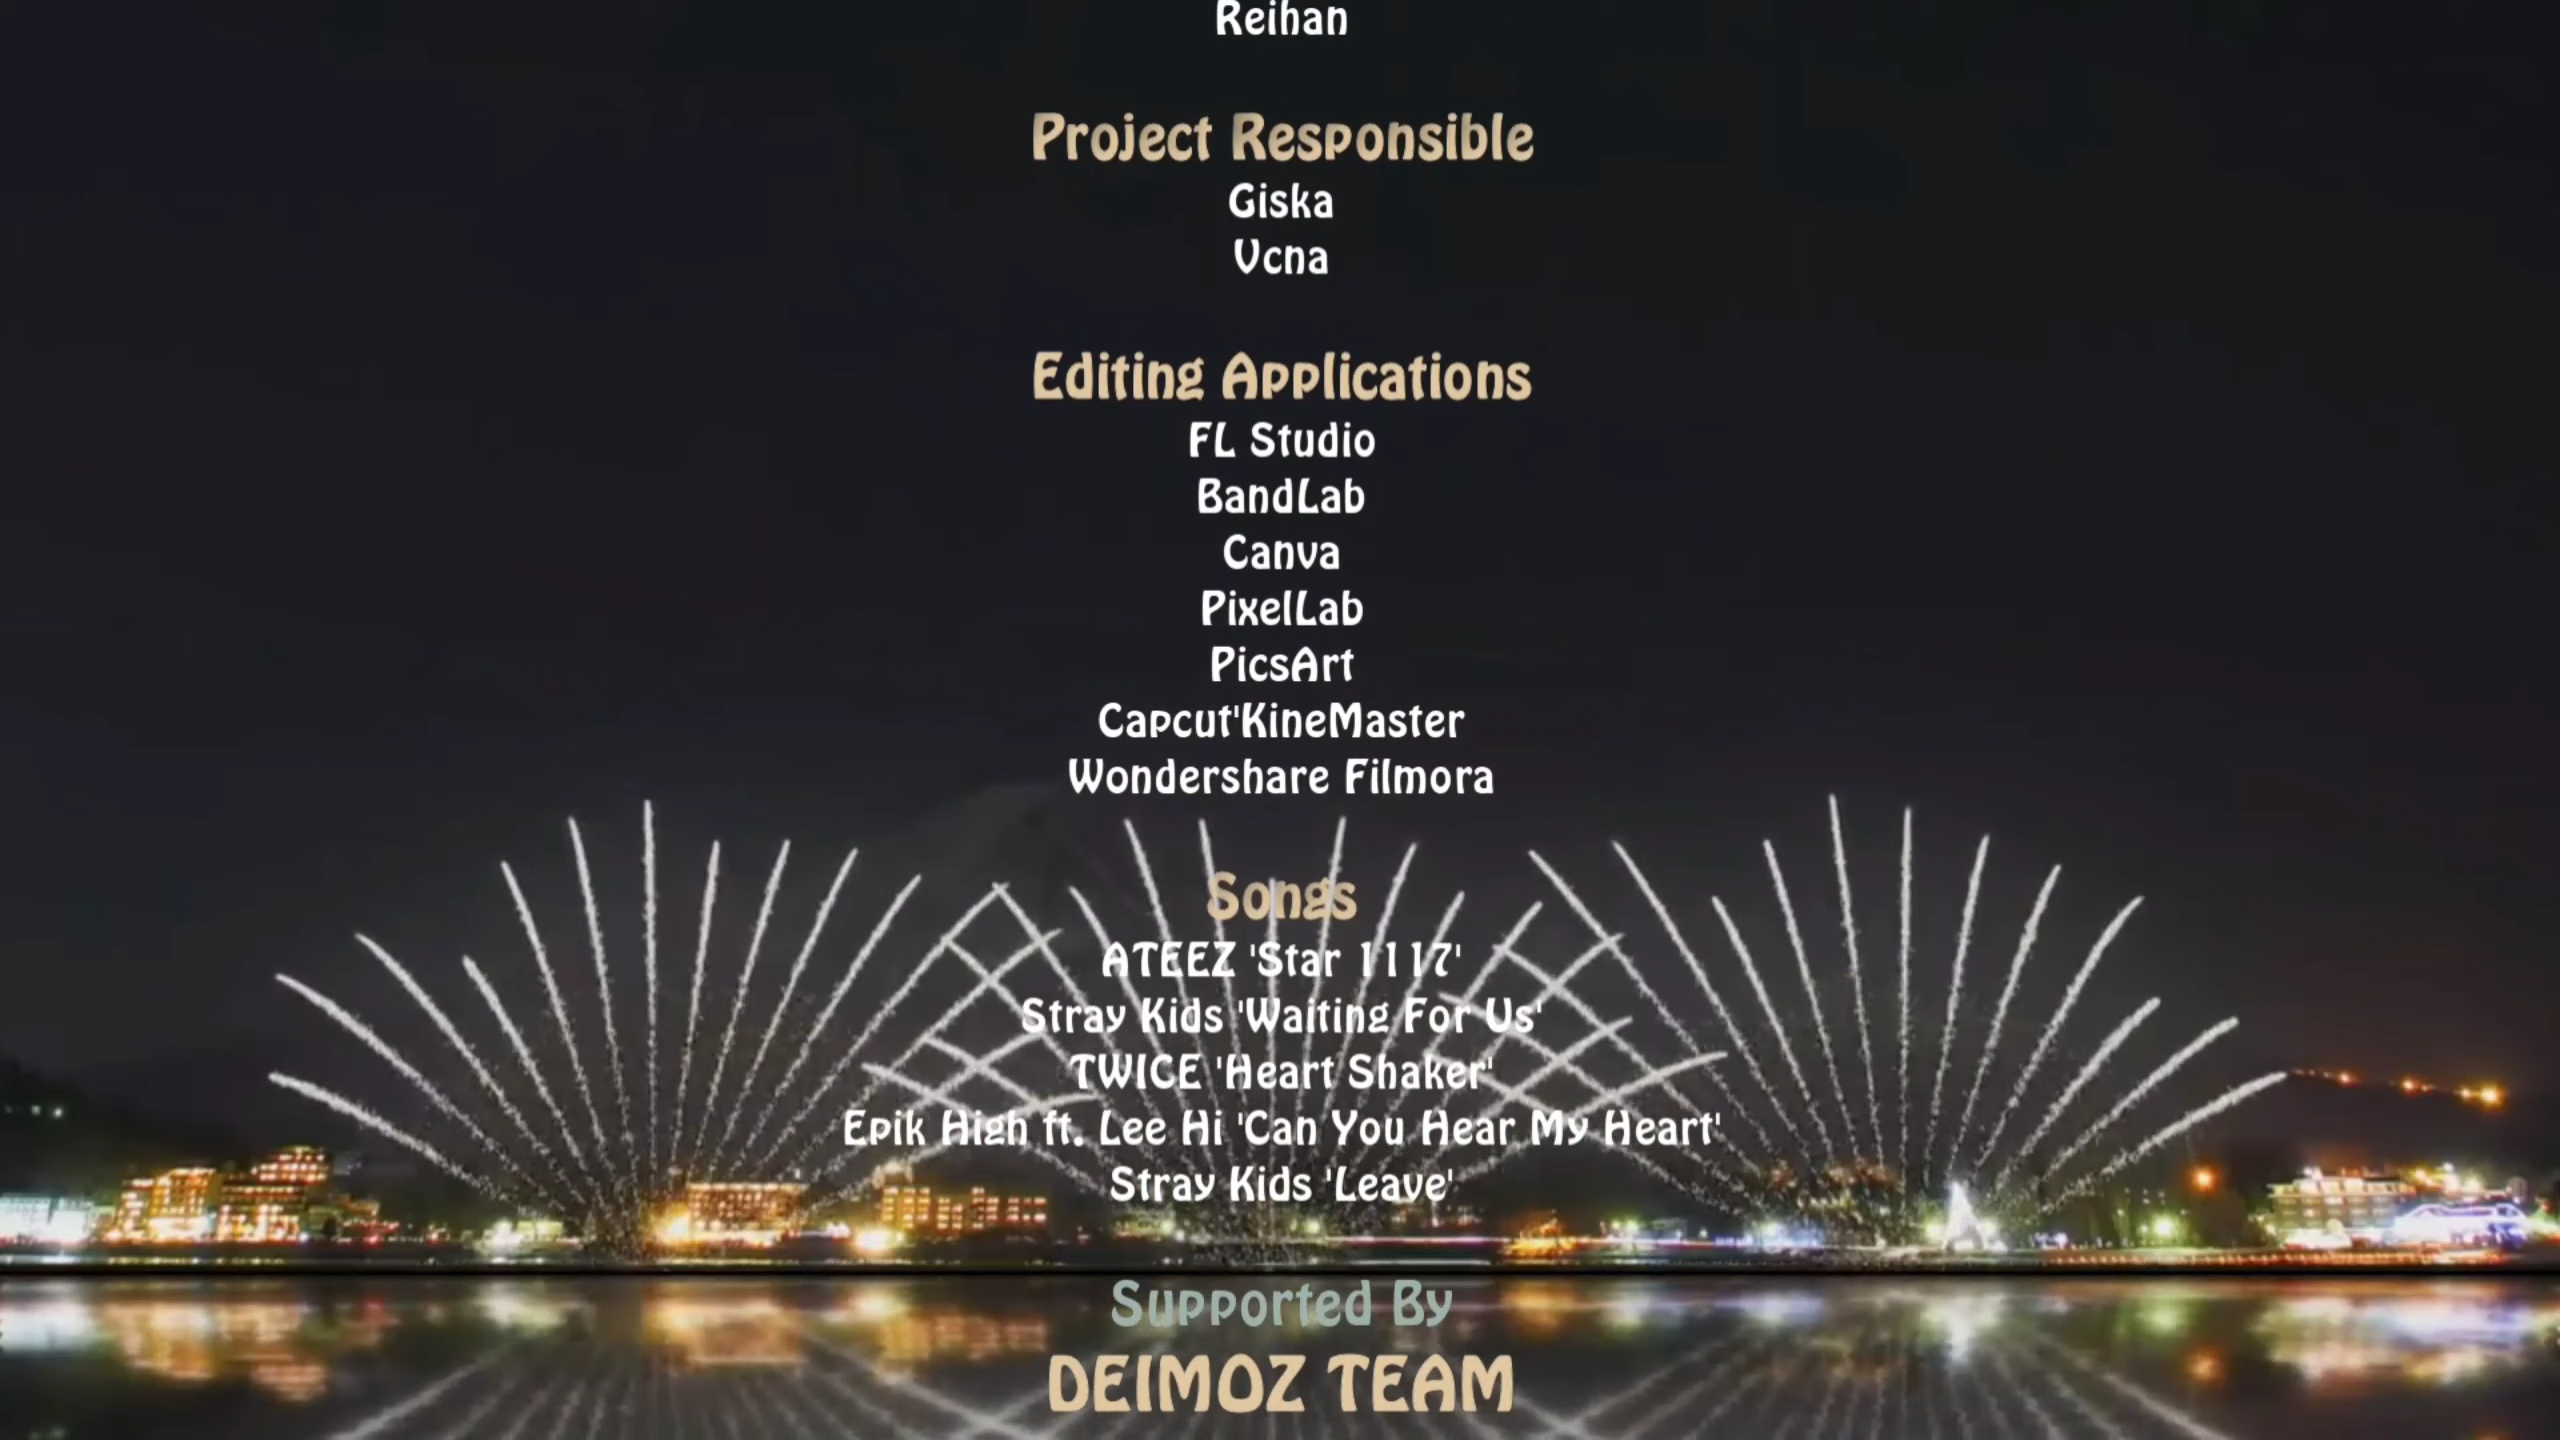 Reihan
Project Responsible
Giska
Vcna
Editing Applications
FL Studio
BandLab
Canva
PixelLab
PicsArt
Capcut'KineMaster
Wondershare Filmora
Songs
ATEEZ 'Star 1117'
Stray Kids 'Waiting For Us'
TWICE 'Heart Shaker'
Epik High ft. Lee Hi 'Can You Hear My Heart'
Stray Kids 'Leave'
Supported By
DEIMOZ TEAM